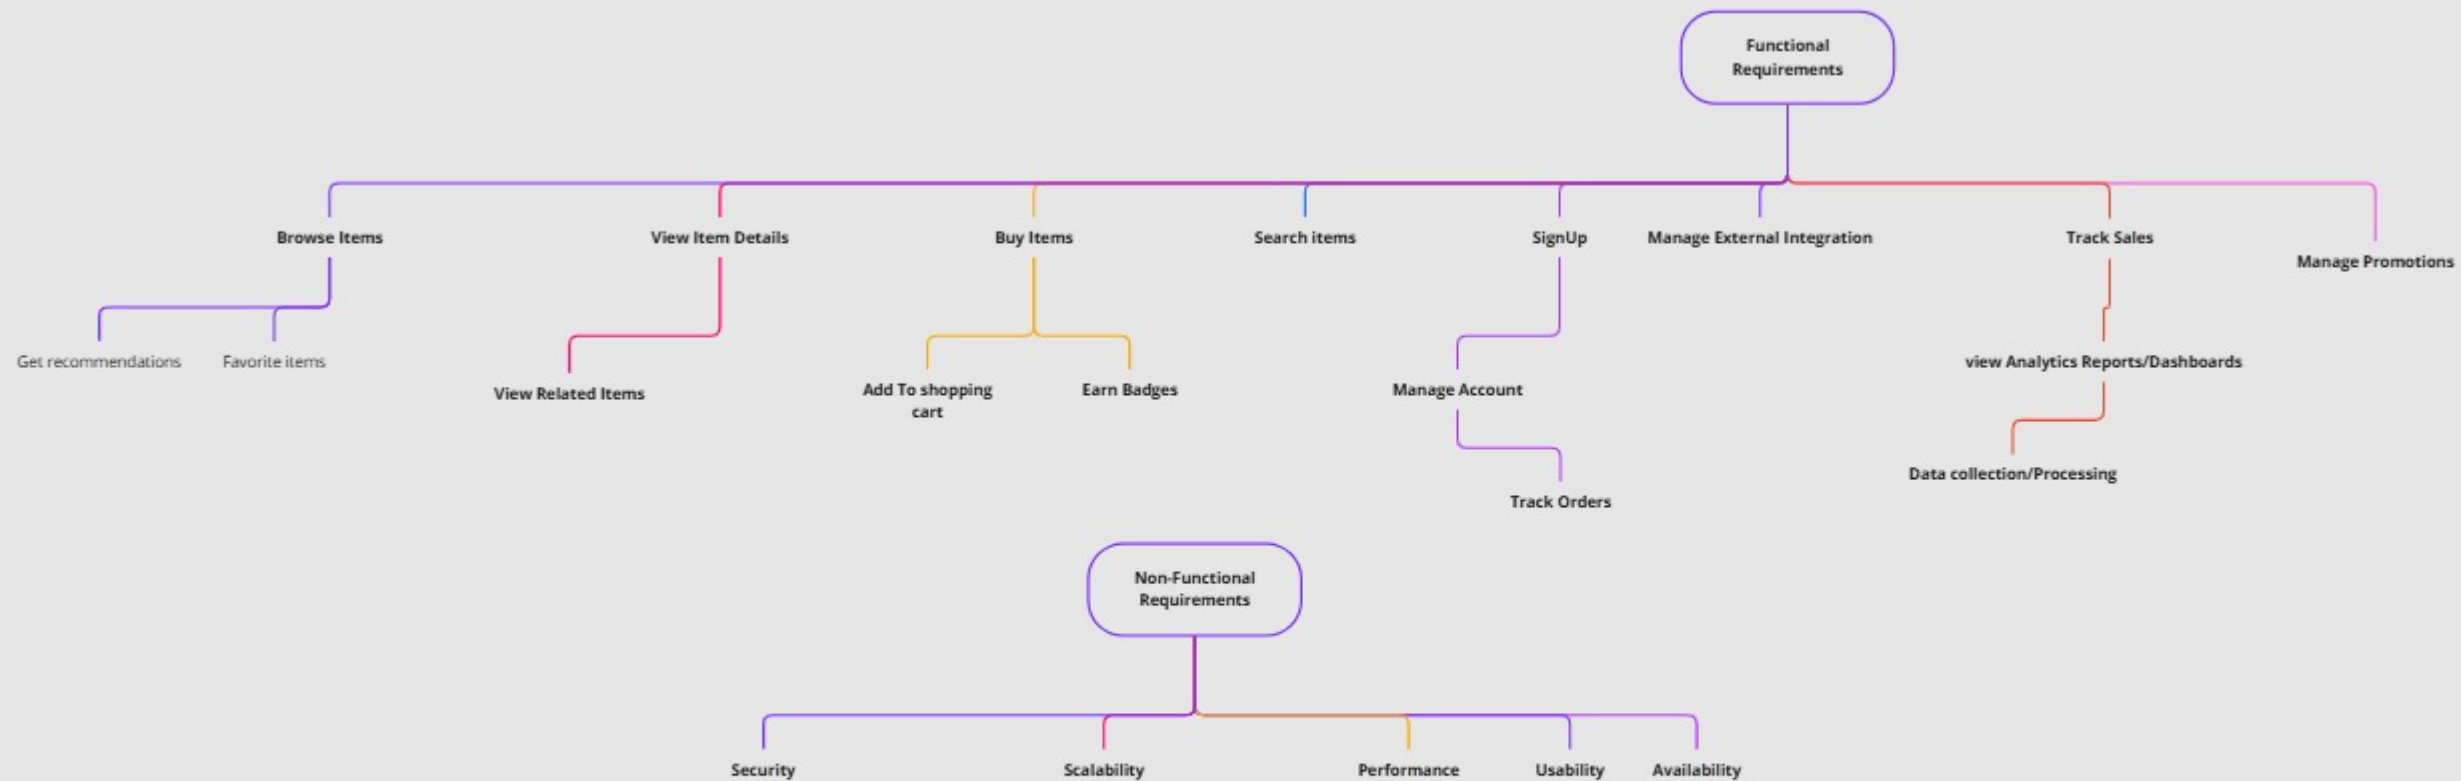 Functional
Requirements
Browse Items
View Item Details
Buy Items
Search items
SignUp
Manage External Integration
Track Sales
Manage Promotions
Get recommendations
Favorite items
View Related Items
Add To shopping
cart
Earn Badges
Manage Account
view Analytics Reports/Dashboards
Data collection/Processing
Track Orders
Non-Functional
Requirements
Security
Scalability
Performance
Usability
Availability